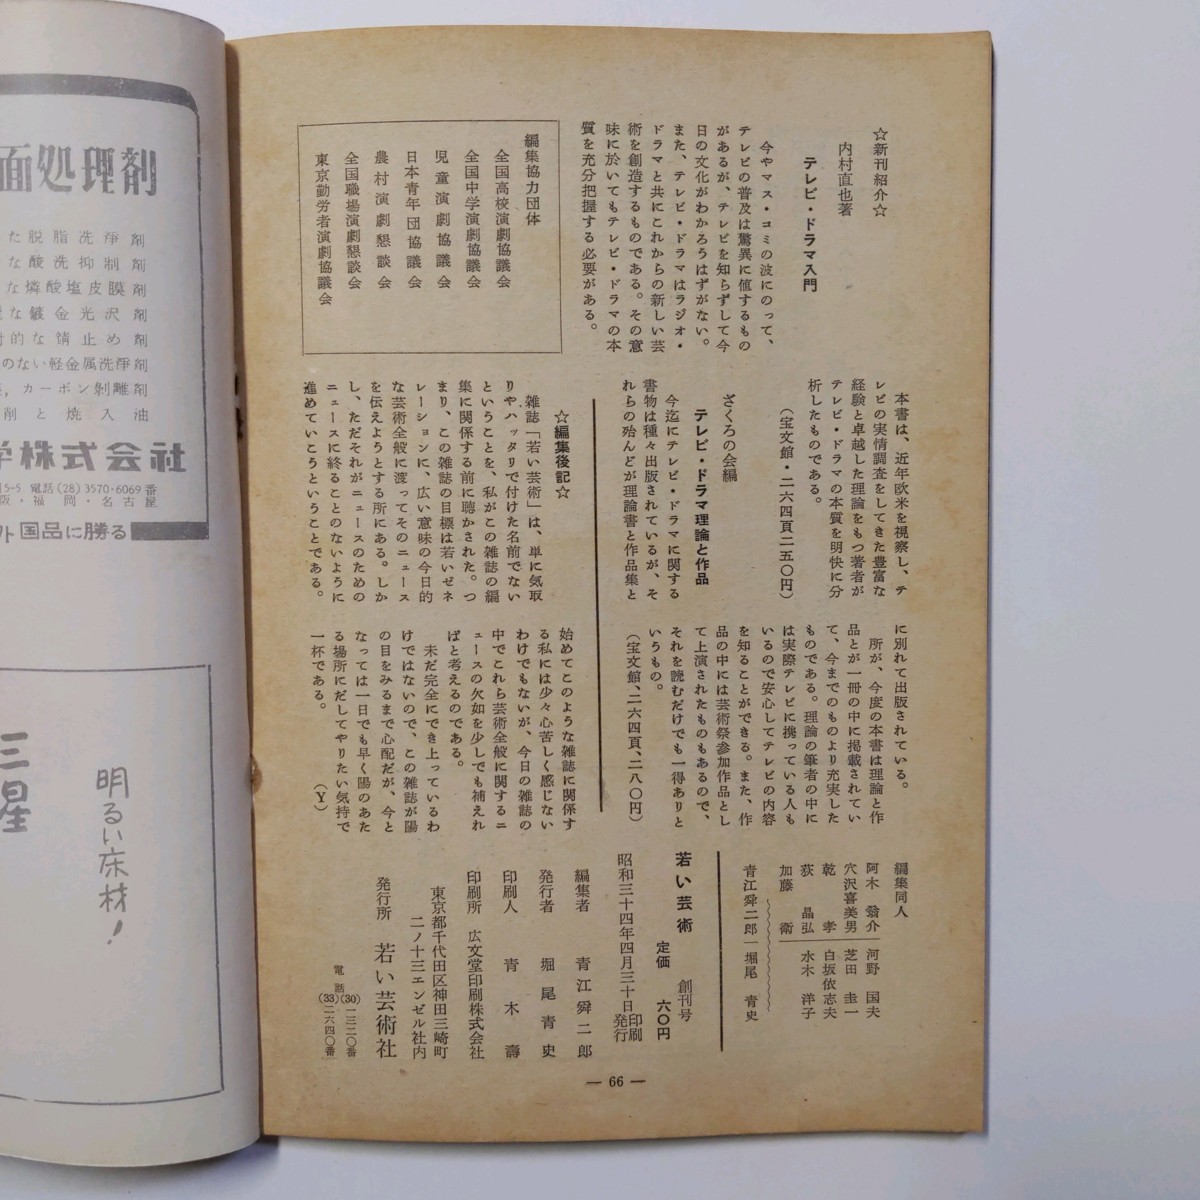 ☆新刊紹介☆
内村直也著
テレビ・ドラマ入門
今やマス・コミの波にのって、
テレビの普及は驚異に値するもの
があるが、テレビを知らずして今
日の文化がわかろうはずがない。
また、テレビ・ドラマはラジオ・
ドラマと共にこれからの新しい芸
術を創造するものである。その意
味に於いてもテレビ・ドラマの本
質を充分把握する必要がある。
編集協力団体
全国高校演劇協議会
全国中学演劇協議会
児童演劇協議会
日本青年団協議会
農村演劇懇談会
全国職場演劇懇談会
東京勤労者演劇協議会
本書は、近年欧米を視察し、テ
レビの実情調査をしてきた豊富な
経験と卓越した理論をもつ著者が
テレビ・ドラマの本質を明快に分
析したものである。
(宝文館・二六四頁二五〇円)
ざくろの会編
テレビ・ドラマ理論と作品
今迄にテレビ・ドラマに関する
書物は種々出版されているが、そ
れらの殆んどが理論書と作品集と
に別れて出版されている。
所が、今度の本書は理論と作
品とが一冊の中に掲載されてい
て、今までのものより充実した
ものである。理論の筆者の中に
は実際テレビに携っている人も
いるので安心してテレビの内容
を知ることができる。また、作
品の中には芸術祭参加作品とし
て上演されたものもあるので、
それを読むだけでも一得ありと
いうもの。
(宝文館、二六四頁、二八〇円)
☆編集後記☆
雑誌「若い芸術」は、単に気取
りやハッタリで付けた名前でない
ということを、私がこの雑誌の編
集に関係する前に聴かされた。つ
まり、この雑誌の目標は若いゼネ
レーションに、広い意味の今日的
な芸術全般に渡ってそのニュース
を伝えようとする所にある。しか
し、ただそれがニュースのための
ニュースに終ることのないように
進めていこうということである。
始めてこのような雑誌に関係す
る私には少々心苦しく感じない
わけでもないが、今日の雑誌の
中でこれら芸術全般に関するニ
ュースの欠如を少しでも補えれ
ばと考えるのである。
未だ完全にでき上っているわ
けではないので、この雑誌が陽
の目をみるまで心配だが、今と
なっては一日でも早く陽のあた
る場所にだしてやりたい気持で
一杯である。
(Y)
編集同人
阿木翁介 河野国夫
穴沢喜美男 芝田圭一
乾孝 白坂依志夫
荻晶弘 水木洋子
加藤衛
青江舜二郎 堀尾青史
若い芸術 創刊号
定価 六〇円
昭和三十四年四月三十日印刷発行
編集者 青江舜二郎
発行者 堀尾青史
印刷人 青木壽
印刷所 広文堂印刷株式会社
東京都千代田区神田三崎町
二ノ十三エンゼル社内
発行所 若い芸術社
電話(30)一三二〇番
(33)二六四〇番
— 66 —
面処理剤
た脱脂洗浄剤
な酸洗抑制剤
な燐酸塩皮膜剤
な鍍金光沢剤
的な錆止め剤
のない軽金属洗浄剤
カーボン剝離剤
削と焼入油
学株式会社
15-5 電話(28)3570・6069番
阪・福岡・名古屋
国品に勝る
三星
明るい床材!